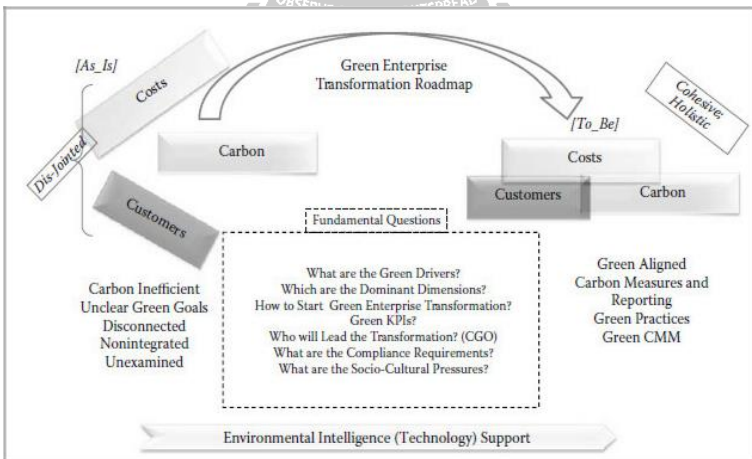 [As_Is]
Costs
Dis-Jointed
Carbon
Customers
Green Enterprise
Transformation Roadmap
[To_Be]
Cohesive;
Holistic
Costs
Customers
Carbon
Carbon Inefficient
Unclear Green Goals
Disconnected
Nonintegrated
Unexamined
Fundamental Questions
What are the Green Drivers?
Which are the Dominant Dimensions?
How to Start Green Enterprise Transformation?
Green KPIs?
Who will Lead the Transformation? (CGO)
What are the Compliance Requirements?
What are the Socio-Cultural Pressures?
Green Aligned
Carbon Measures and
Reporting
Green Practices
Green CMM
Environmental Intelligence (Technology) Support